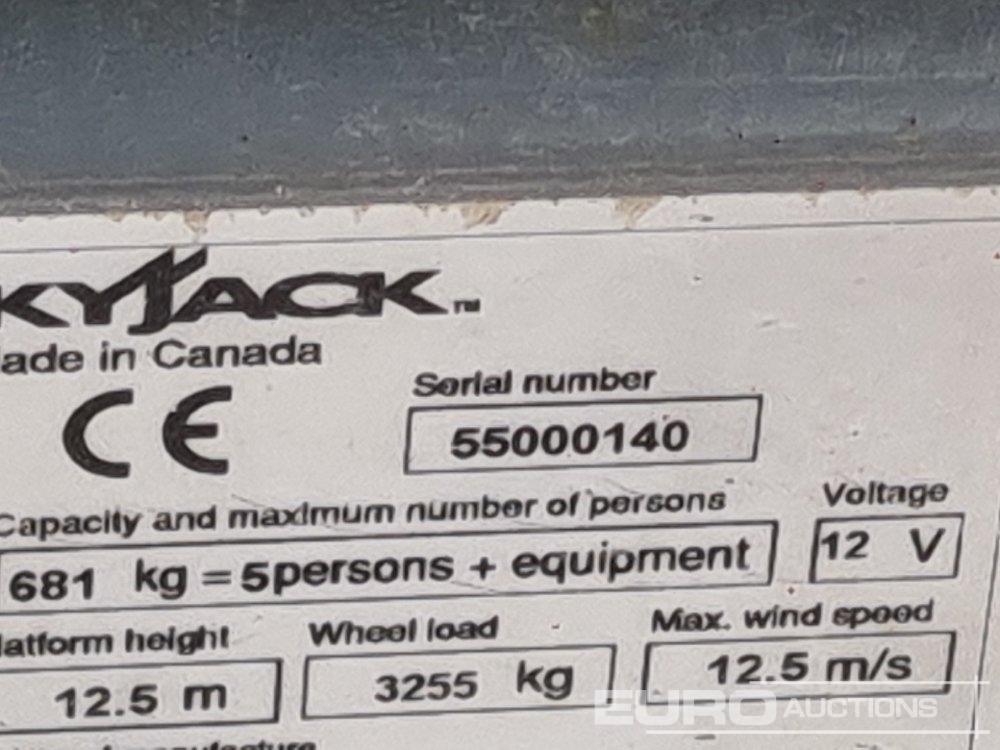 KYJACK™
ade in Canada
CE
Serial number
55000140
Capacity and maximum number of persons
681 kg = 5persons + equipment
Voltage
12 V
latform height
12.5 m
Wheel load
3255 kg
Max. wind speed
12.5 m/s
EURO AUCTIONS